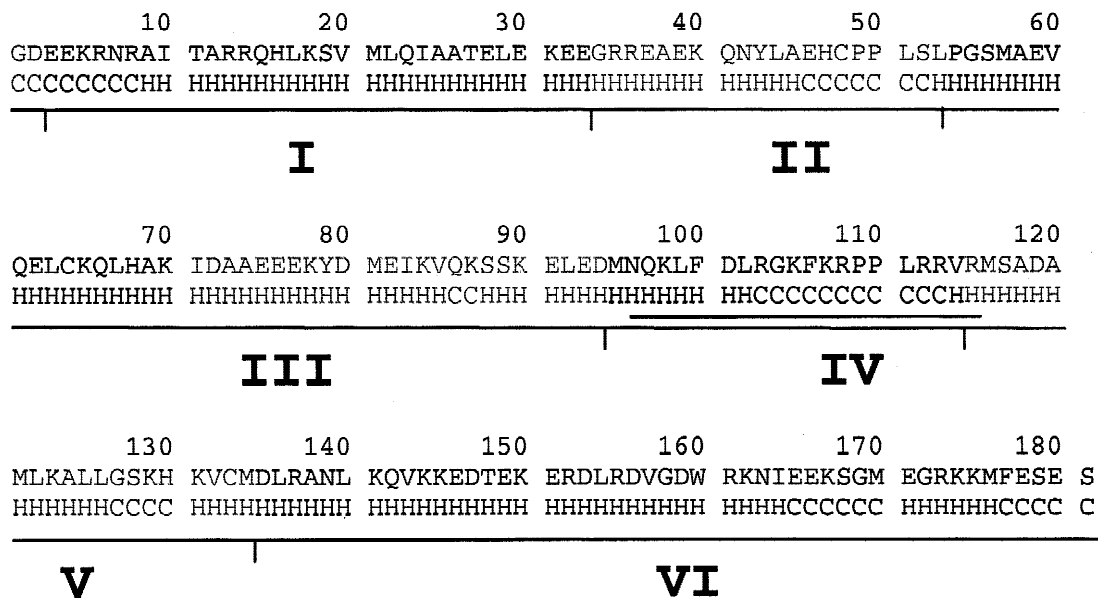 10 20 30 40 50 60
GDEEKRNRAI TARRQHLKSV MLQIAATELE KEEGRREAEK QNYLAEHCPP LSLPGSMAEV
CCCCCCCCHH HHHHHHHHHH HHHHHHHHHH HHHHHHHHHH HHHHHCCCCC CCHHHHHHHH
I II
70 80 90 100 110 120
QELCKQLHAK IDAAEEEKYD MEIKVQKSSK ELEDMNQKLF DLRGKFKRPP LRRVRMSADA
HHHHHHHHHH HHHHHHHHHH HHHHHCCHHH HHHHHHHHHH HHCCCCCCCC CCCHHHHHHH
III IV
130 140 150 160 170 180
MLKALLGSKH KVCMDLRANL KQVKKEDTEK ERDLRDVGDW RKNIEEKSGM EGRKKMFESE S
HHHHHHCCCC HHHHHHHHHH HHHHHHHHHH HHHHHHHHHH HHHHCCCCCC HHHHHHCCCC C
V VI